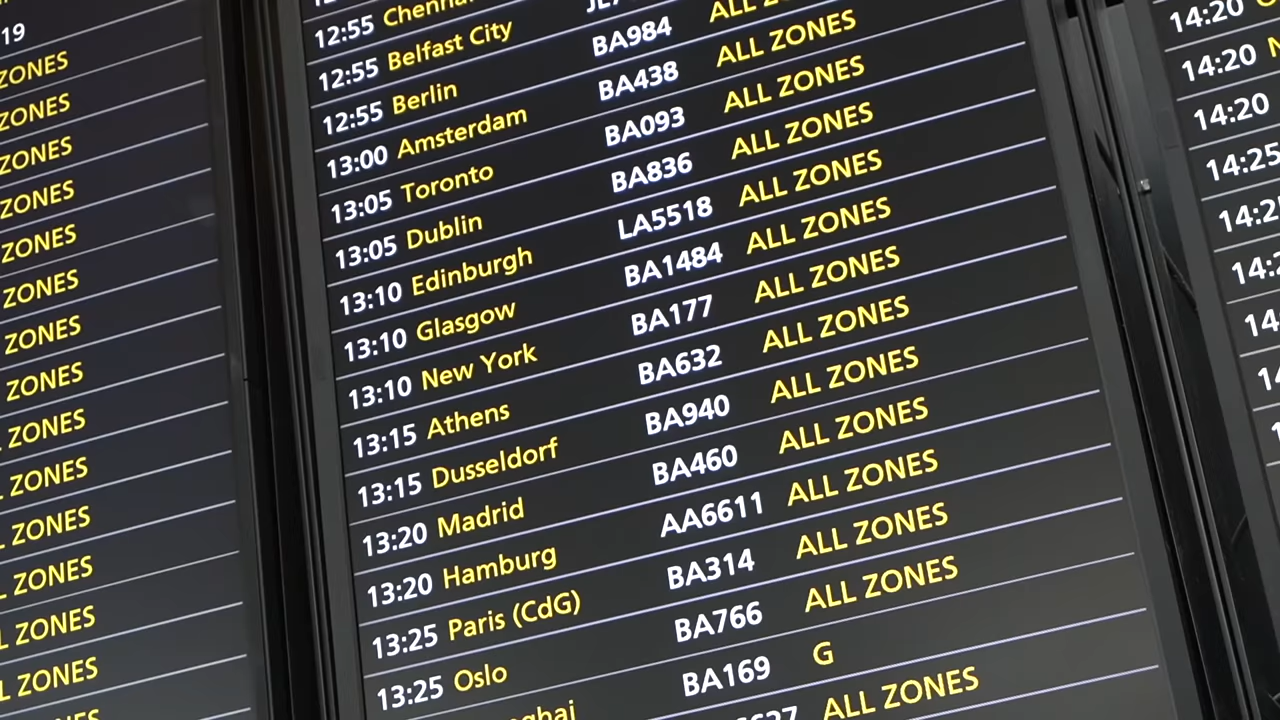 19
ZONES
ZONES
ZONES
ZONES
ZONES
ZONES
ZONES
ZONES
ZONES
ZONES
ZONES
ZONES
ZONES
ZONES
12:55 Chennai
12:55 Belfast City
12:55 Berlin BA984 ALL
13:00 Amsterdam BA438 ALL ZONES
13:05 Toronto BA093 ALL ZONES
13:05 Dublin BA836 ALL ZONES
13:10 Edinburgh LA5518 ALL ZONES
13:10 Glasgow BA1484 ALL ZONES
13:10 New York BA177 ALL ZONES
13:15 Athens BA632 ALL ZONES
13:15 Dusseldorf BA940 ALL ZONES
13:20 Madrid BA460 ALL ZONES
13:20 Hamburg AA6611 ALL ZONES
13:25 Paris (CdG) BA314 ALL ZONES
13:25 Oslo BA766 ALL ZONES
BA169 G
ALL ZONES
14:20
14:20
14:20
14:25